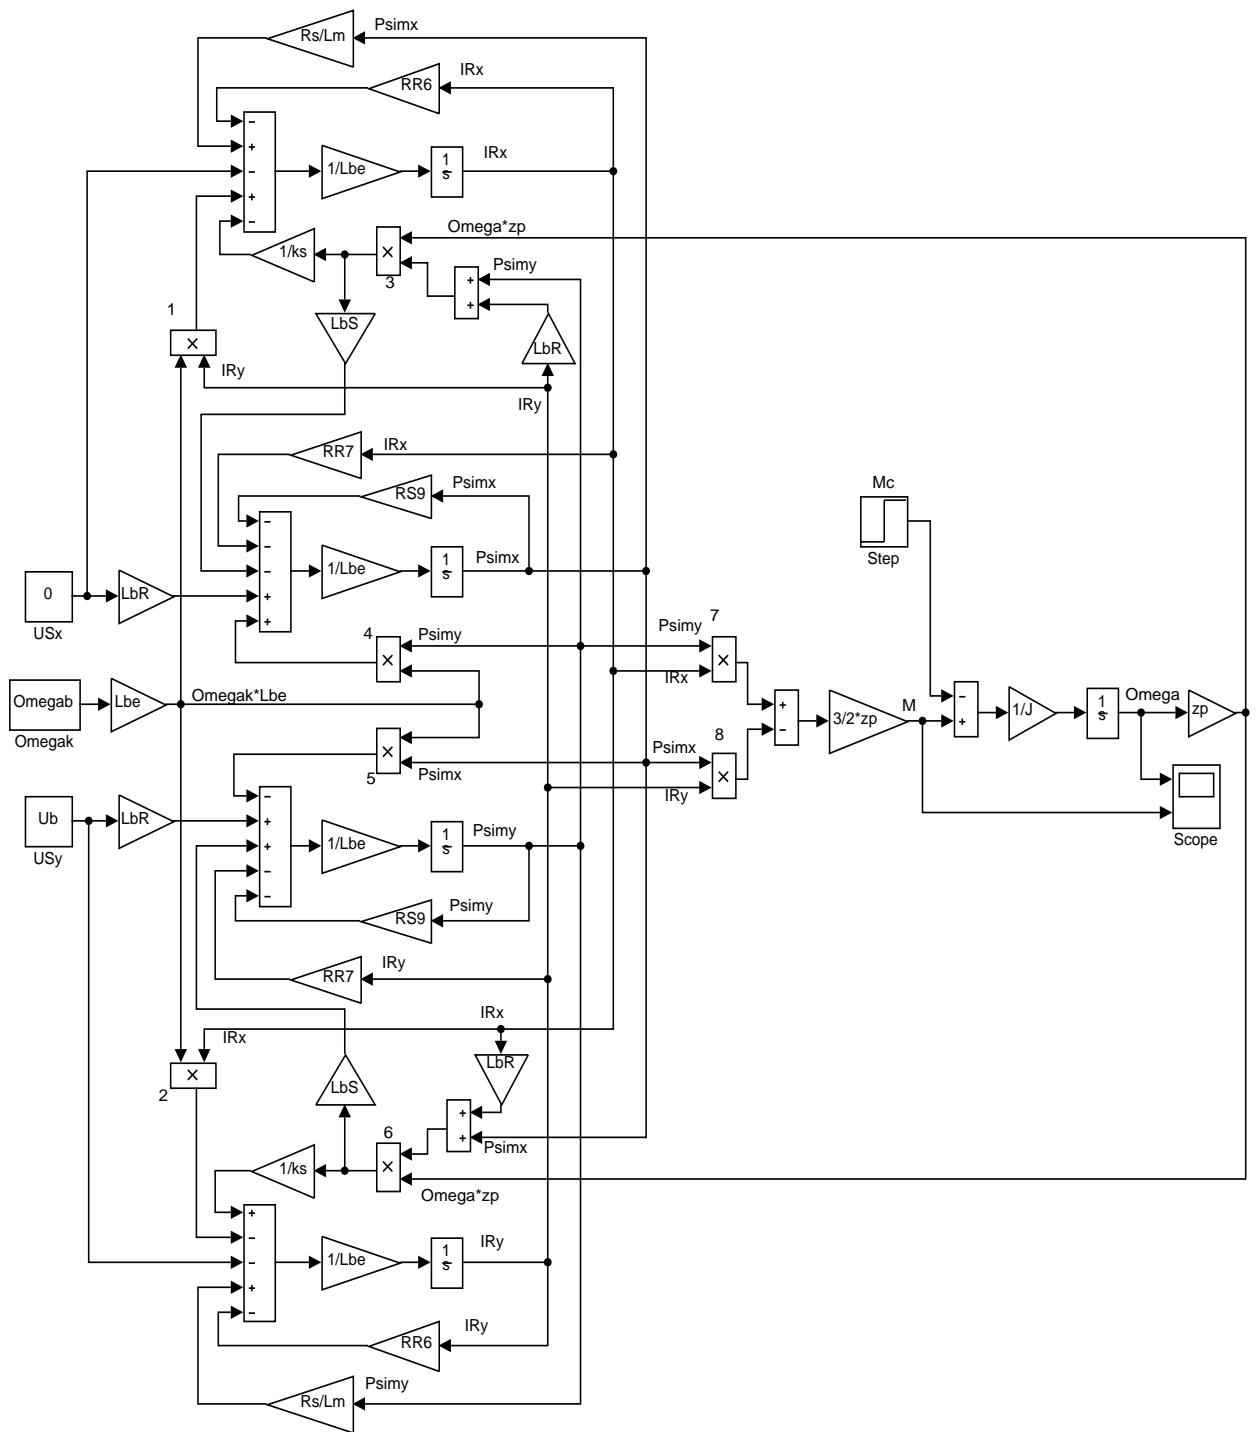 Rs/Lm
Psimx
RR6
IRx
−
+
−
+
−
1/Lbe
1
s
IRx
1/ks
×
3
Omega*zp
Psimy
+
+
1
LbS
LbR
×
IRy
IRy
RR7
IRx
Mc
RS9
Psimx
−
−
−
+
+
1/Lbe
1
s
Psimx
Step
0
LbR
USx
4
×
Psimy
Psimy
7
×
IRx
Omegab
Lbe
Omegak*Lbe
Omegak
+
−
3/2*zp
M
−
+
1/J
1
s
Omega
zp
×
5
Psimx
Psimx
8
×
IRy
Ub
LbR
USy
−
+
+
−
−
1/Lbe
1
s
Psimy
Scope
RS9
Psimy
RR7
IRy
IRx
IRx
LbR
×
2
LbS
+
+
6
×
Psimx
1/ks
Omega*zp
+
−
−
+
−
1/Lbe
1
s
IRy
RR6
IRy
Rs/Lm
Psimy